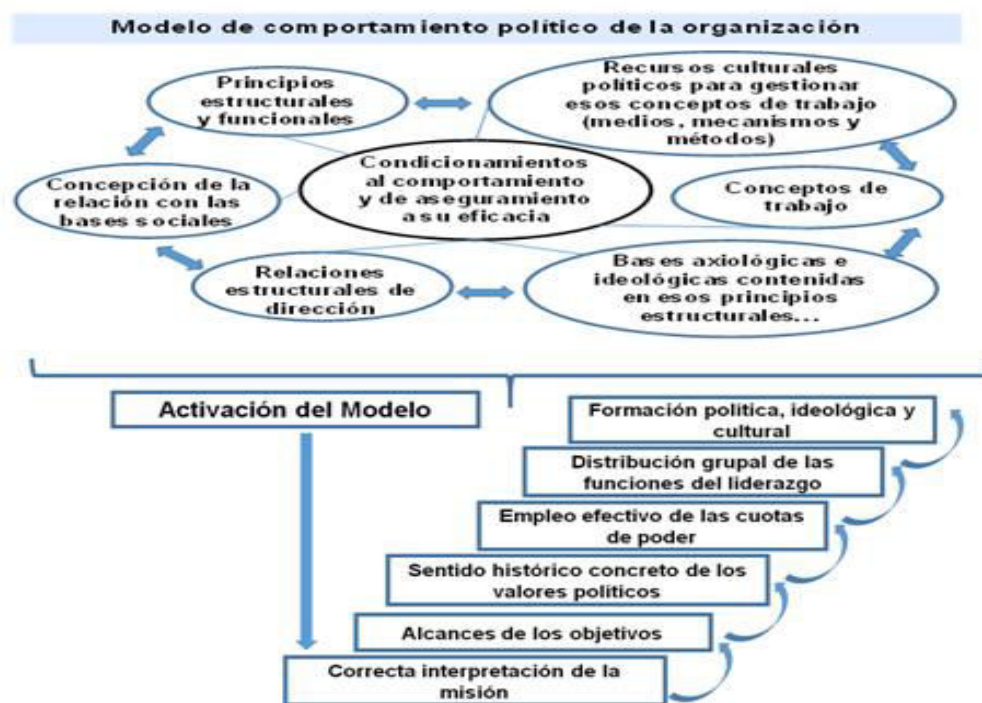 Modelo de comportamiento político de la organización
Principios
estructurales
y funcionales
Recursos culturales
políticos para gestionar
esos conceptos de trabajo
(medios, mecanismos y
métodos)
Condicionamientos
al comportamiento
y de aseguramiento
a su eficacia
Concepción de la
relación con las
bases sociales
Conceptos de
trabajo
Relaciones
estructurales de
dirección
Bases axiológicas e
ideológicas contenidas
en esos principios
estructurales...
Activación del Modelo
Formación política, ideológica y
cultural
Distribución grupal de las
funciones del liderazgo
Empleo efectivo de las cuotas
de poder
Sentido histórico concreto de los
valores políticos
Alcances de los objetivos
Correcta interpretación de la
misión